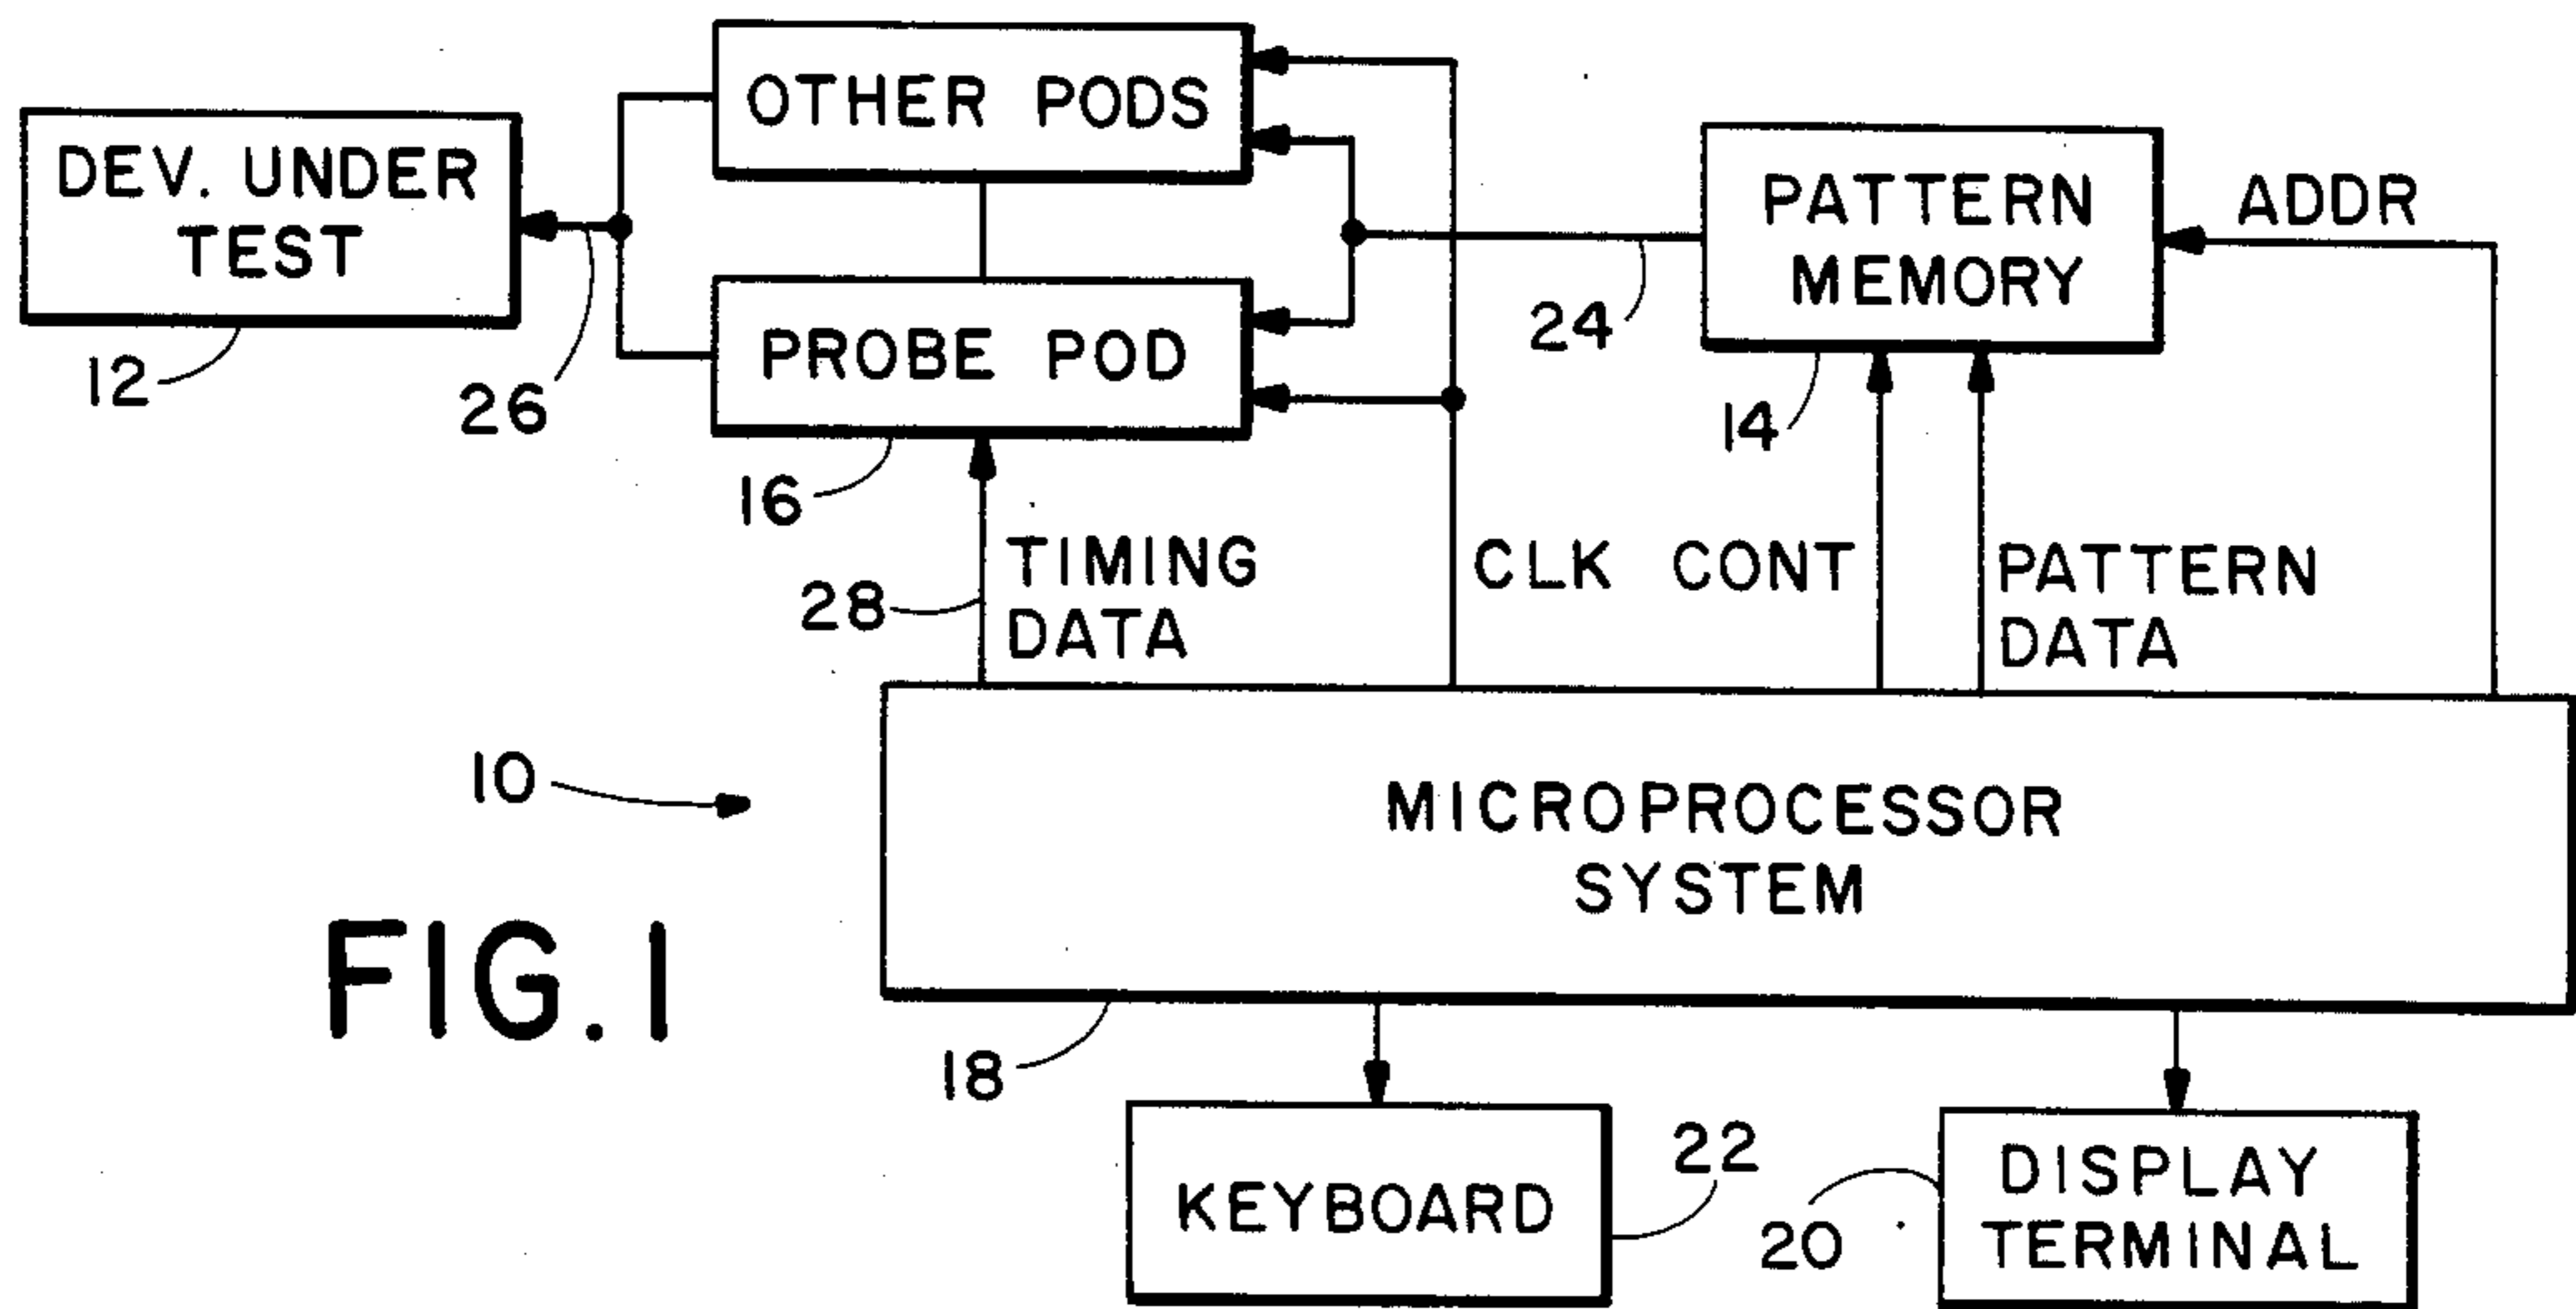 OTHER PODS
DEV. UNDER
TEST
PATTERN
MEMORY
ADDR
PROBE POD
12
26
24
14
16
28
TIMING
DATA
CLK
CONT
PATTERN
DATA
10
MICROPROCESSOR
SYSTEM
FIG. 1
18
KEYBOARD
22
20
DISPLAY
TERMINAL